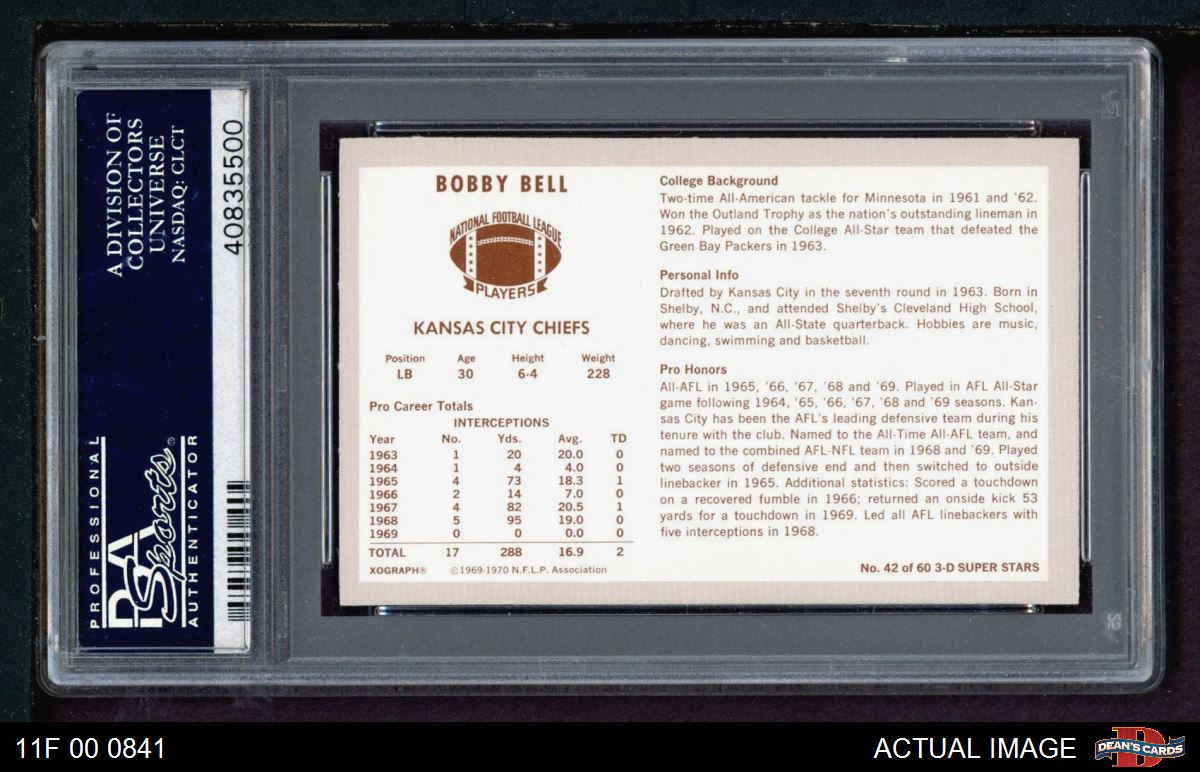 A DIVISION OF
COLLECTORS
UNIVERSE
NASDAQ: CLCT
40835500
PROFESSIONAL
PSA
Sports®
AUTHENTICATOR
BOBBY BELL
NATIONAL FOOTBALL LEAGUE
PLAYERS
KANSAS CITY CHIEFS
Position Age Height Weight
LB 30 6-4 228
Pro Career Totals
INTERCEPTIONS
Year No. Yds. Avg. TD
1963 1 20 20.0 0
1964 1 4 4.0 0
1965 4 73 18.3 1
1966 2 14 7.0 0
1967 4 82 20.5 1
1968 5 95 19.0 0
1969 0 0 0.0 0
TOTAL 17 288 16.9 2
XOGRAPH® ©1969-1970 N.F.L.P. Association
College Background
Two-time All-American tackle for Minnesota in 1961 and '62.
Won the Outland Trophy as the nation's outstanding lineman in
1962. Played on the College All-Star team that defeated the
Green Bay Packers in 1963.
Personal Info
Drafted by Kansas City in the seventh round in 1963. Born in
Shelby, N.C., and attended Shelby's Cleveland High School,
where he was an All-State quarterback. Hobbies are music,
dancing, swimming and basketball.
Pro Honors
All-AFL in 1965, '66, '67, '68 and '69. Played in AFL All-Star
game following 1964, '65, '66, '67, '68 and '69 seasons. Kan-
sas City has been the AFL's leading defensive team during his
tenure with the club. Named to the All-Time All-AFL team, and
named to the combined AFL-NFL team in 1968 and '69. Played
two seasons of defensive end and then switched to outside
linebacker in 1965. Additional statistics: Scored a touchdown
on a recovered fumble in 1966; returned an onside kick 53
yards for a touchdown in 1969. Led all AFL linebackers with
five interceptions in 1968.
No. 42 of 60 3-D SUPER STARS
11F 00 0841
ACTUAL IMAGE
D
DEAN'S CARDS